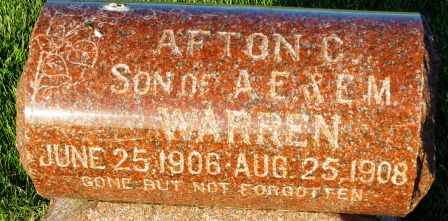 AFTON C.
SON OF A.E. & E.M.
WARREN
JUNE 25, 1906 - AUG. 25, 1908
GONE BUT NOT FORGOTTEN.